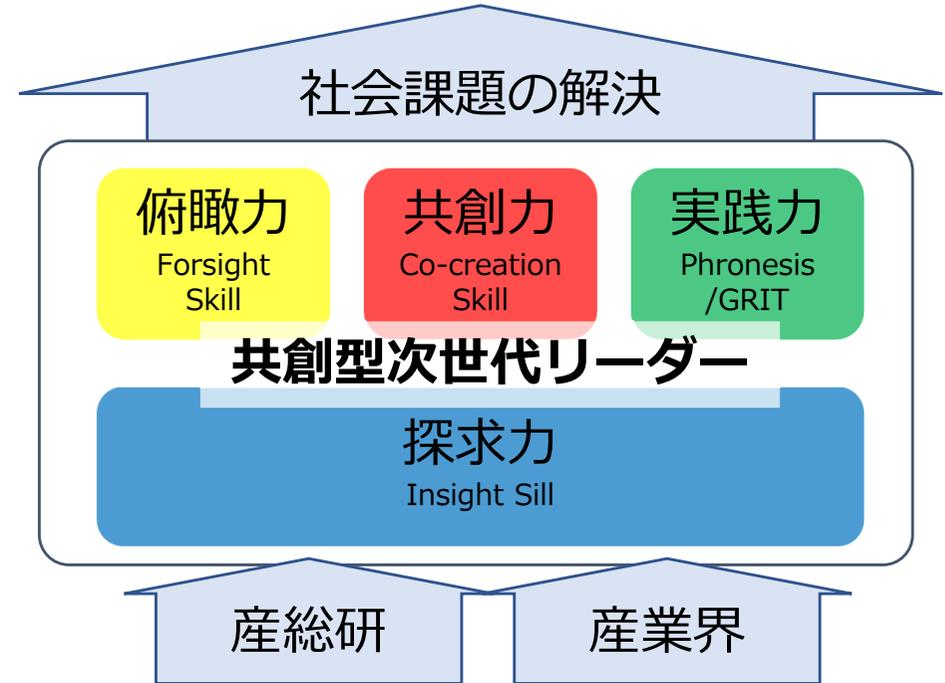 社会課題の解決
俯瞰力
Forsight
Skill
共創力
Co-creation
Skill
実践力
Phronesis
/GRIT
共創型次世代リーダー
探求力
Insight Sill
産総研
産業界